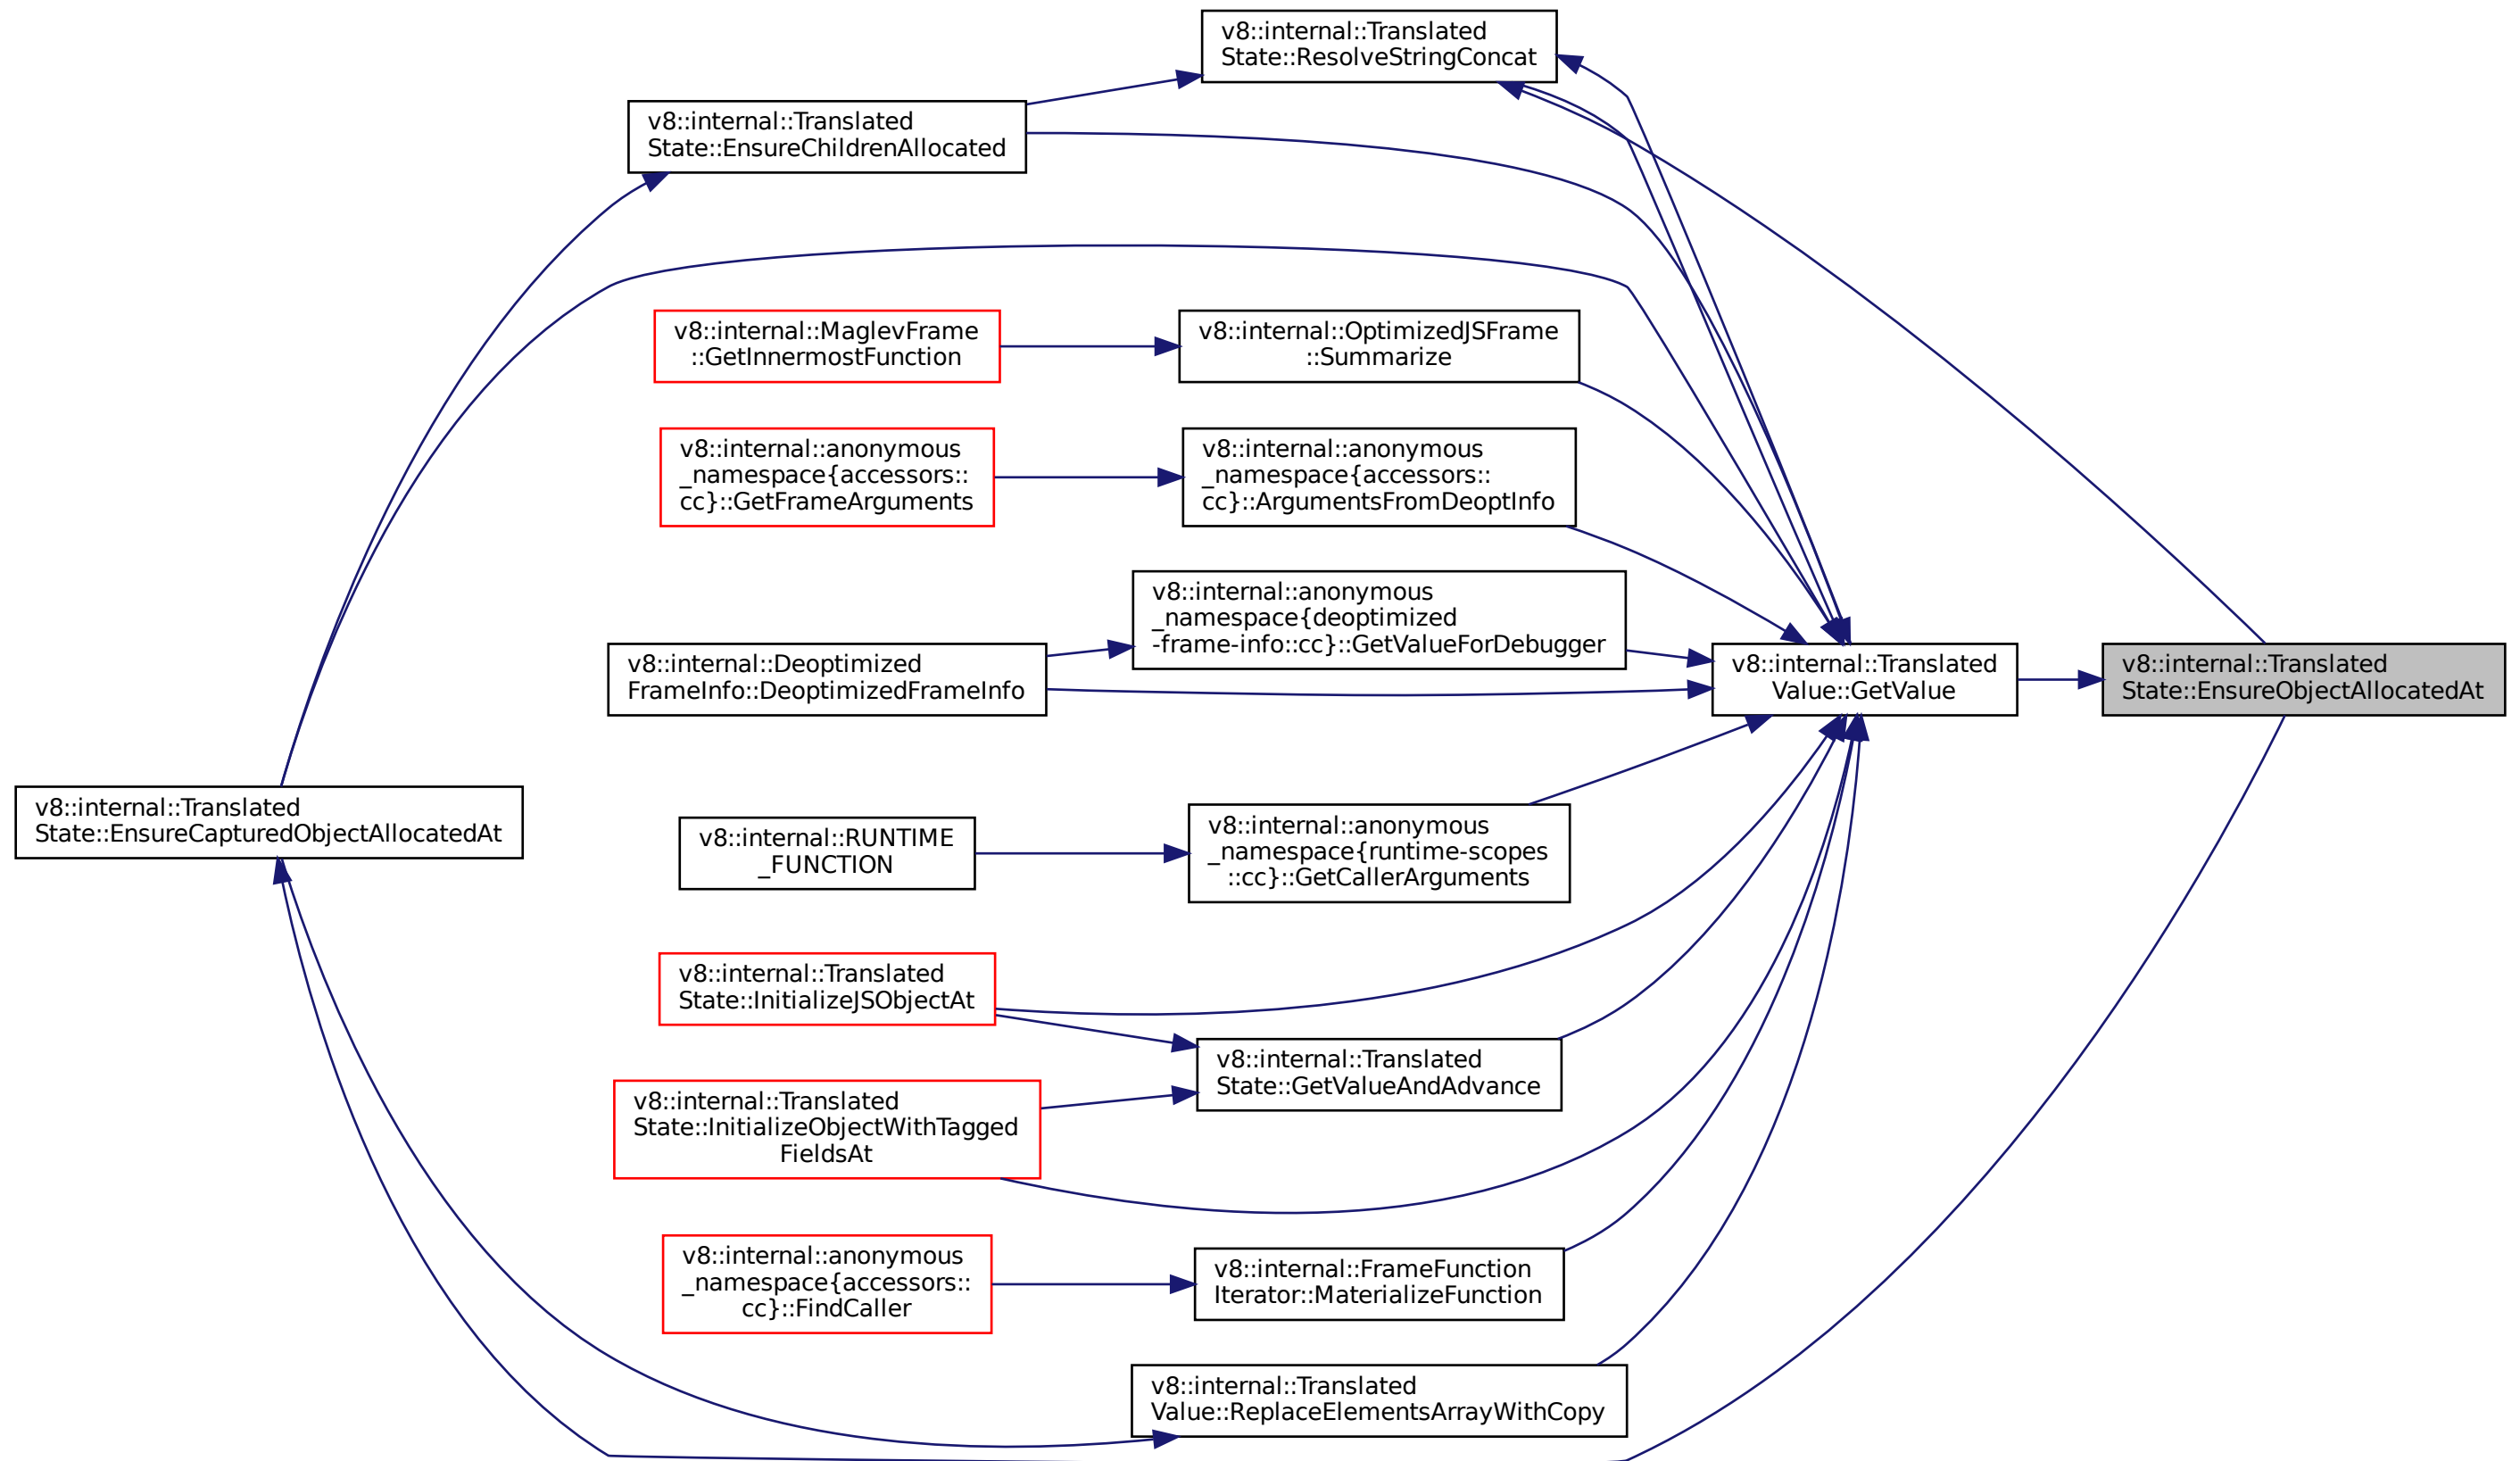 v8::internal::Translated
State::ResolveStringConcat
v8::internal::Translated
State::EnsureChildrenAllocated
v8::internal::MaglevFrame
::GetInnermostFunction
v8::internal::OptimizedJSFrame
::Summarize
v8::internal::anonymous
_namespace{accessors::
cc}::GetFrameArguments
v8::internal::anonymous
_namespace{accessors::
cc}::ArgumentsFromDeoptInfo
v8::internal::anonymous
_namespace{deoptimized
-frame-info::cc}::GetValueForDebugger
v8::internal::Deoptimized
FrameInfo::DeoptimizedFrameInfo
v8::internal::Translated
Value::GetValue
v8::internal::Translated
State::EnsureObjectAllocatedAt
v8::internal::Translated
State::EnsureCapturedObjectAllocatedAt
v8::internal::RUNTIME
_FUNCTION
v8::internal::anonymous
_namespace{runtime-scopes
::cc}::GetCallerArguments
v8::internal::Translated
State::InitializeJSObjectAt
v8::internal::Translated
State::GetValueAndAdvance
v8::internal::Translated
State::InitializeObjectWithTagged
FieldsAt
v8::internal::anonymous
_namespace{accessors::
cc}::FindCaller
v8::internal::FrameFunction
Iterator::MaterializeFunction
v8::internal::Translated
Value::ReplaceElementsArrayWithCopy